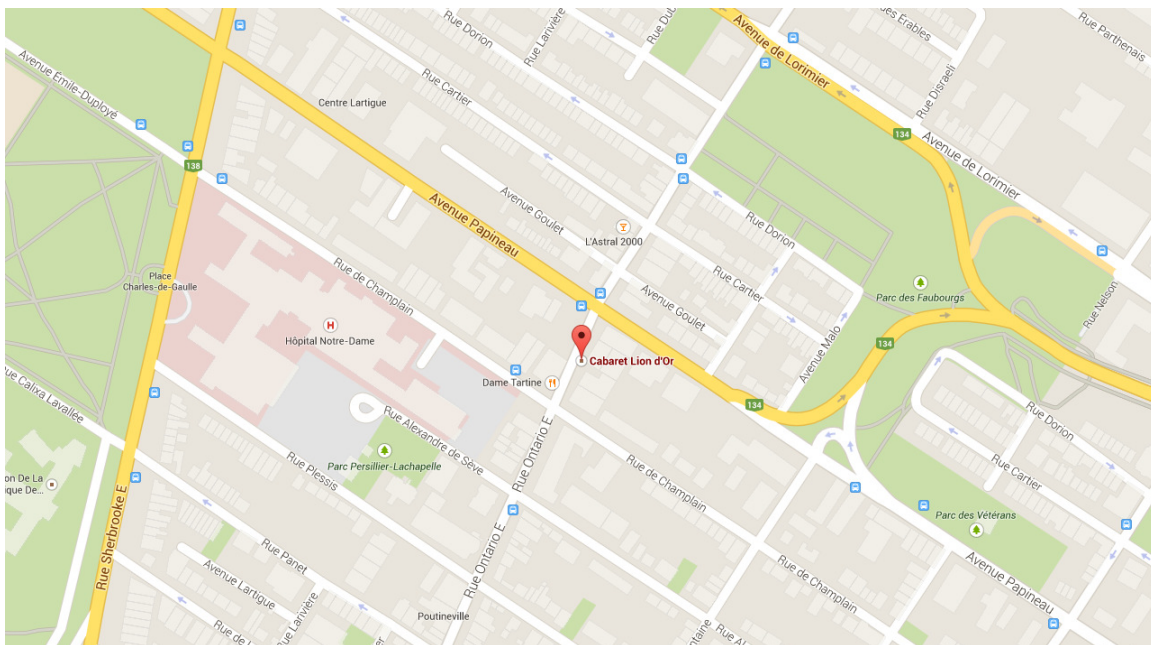 Rue Dorion
Rue Larivière
Avenue de Lorimier
Rue Parthenais
Avenue Émile-Duployé
Rue Cartier
Centre Lartigue
Rue Disraeli
134
Avenue de Lorimier
138
Avenue Papineau
Avenue Goulet
L'Astral 2000
Rue Dorion
Place
Charles-de-Gaulle
Rue de Champlain
Rue Cartier
Parc des Faubourgs
Rue Nelson
Avenue Goulet
H
Hôpital Notre-Dame
134
Avenue Malo
Cabaret Lion d'Or
Dame Tartine
134
Rue Calixa Lavallée
Rue Alexandre de Sève
Rue Ontario E
Rue Dorion
Parc Persillier-Lachapelle
Rue Plessis
Rue de Champlain
Rue Cartier
Rue Sherbrooke E
Parc des Vétérans
Rue Panet
Rue Ontario E
Avenue Papineau
Avenue Lartigue
Rue Larivière
Poutineville
Rue de Champlain